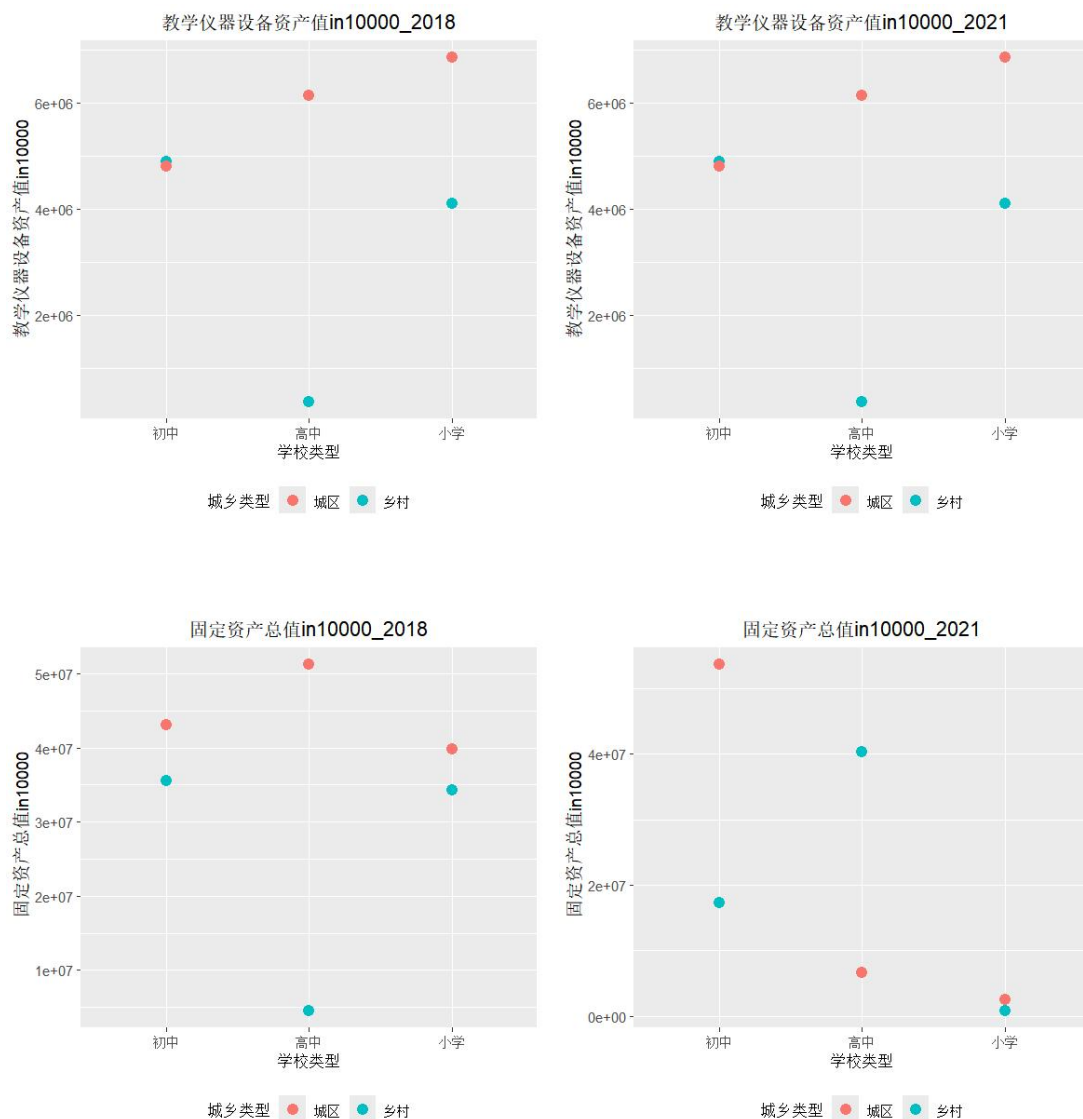 教学仪器设备资产值in10000_2018
教学仪器设备资产值in10000
6e+06
4e+06
2e+06
初中 高中 小学
学校类型
城乡类型 城区 乡村
教学仪器设备资产值in10000_2021
教学仪器设备资产值in10000
6e+06
4e+06
2e+06
初中 高中 小学
学校类型
城乡类型 城区 乡村
固定资产总值in10000_2018
固定资产总值in10000
5e+07
4e+07
3e+07
2e+07
1e+07
初中 高中 小学
学校类型
城乡类型 城区 乡村
固定资产总值in10000_2021
固定资产总值in10000
4e+07
2e+07
0e+00
初中 高中 小学
学校类型
城乡类型 城区 乡村